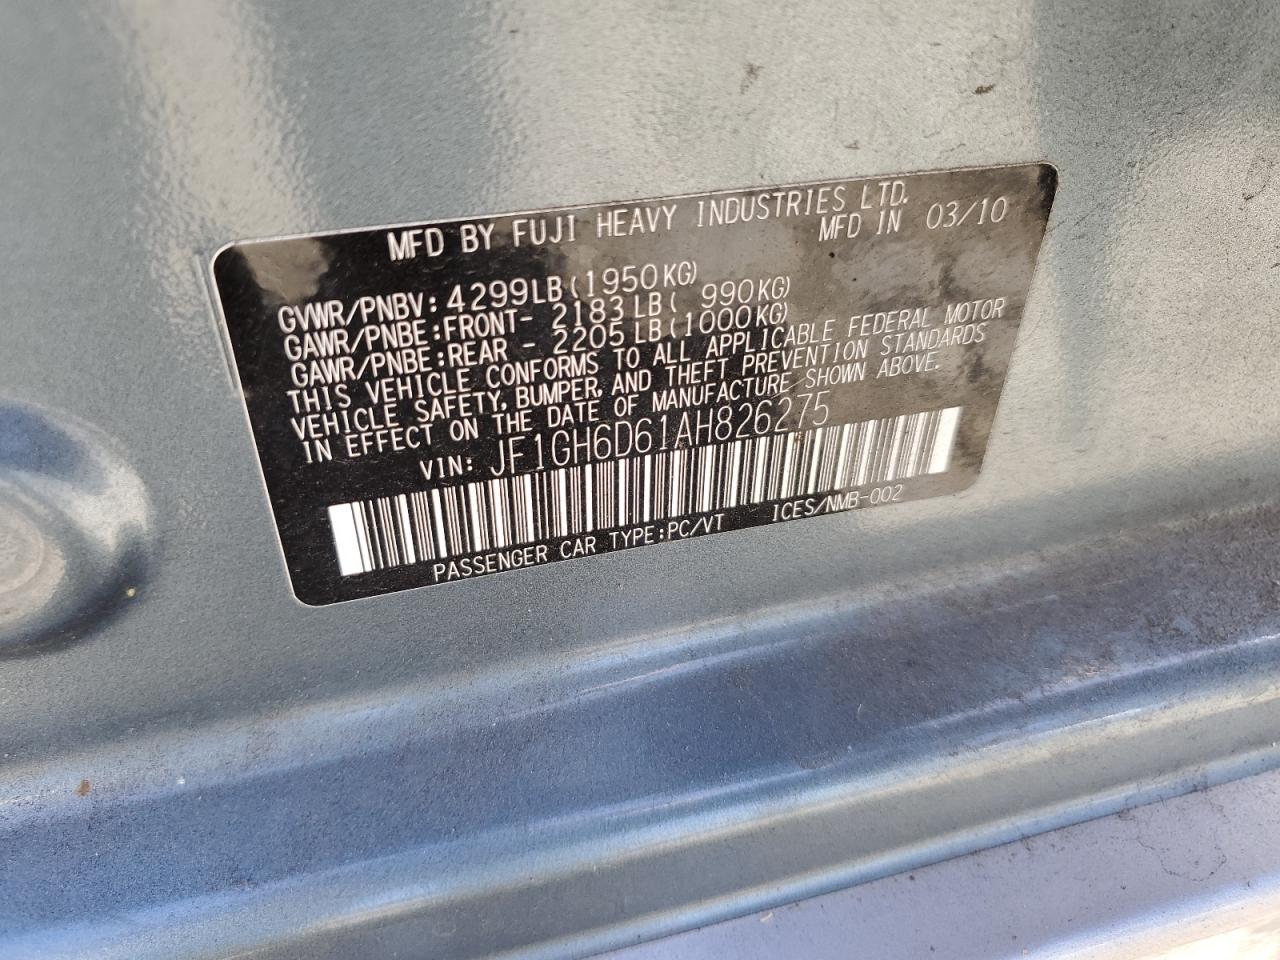 MFD BY FUJI HEAVY INDUSTRIES LTD.
MFD IN 03/10
GVWR/PNBV: 4299LB(1950KG)
GAWR/PNBE:FRONT- 2183LB( 990KG)
GAWR/PNBE:REAR - 2205LB(1000KG)
THIS VEHICLE CONFORMS TO ALL APPLICABLE FEDERAL MOTOR
VEHICLE SAFETY, BUMPER, AND THEFT PREVENTION STANDARDS
IN EFFECT ON THE DATE OF MANUFACTURE SHOWN ABOVE.
VIN: JF1GH6D61AH826275
PASSENGER CAR TYPE:PC/VT ICES/NMB-002